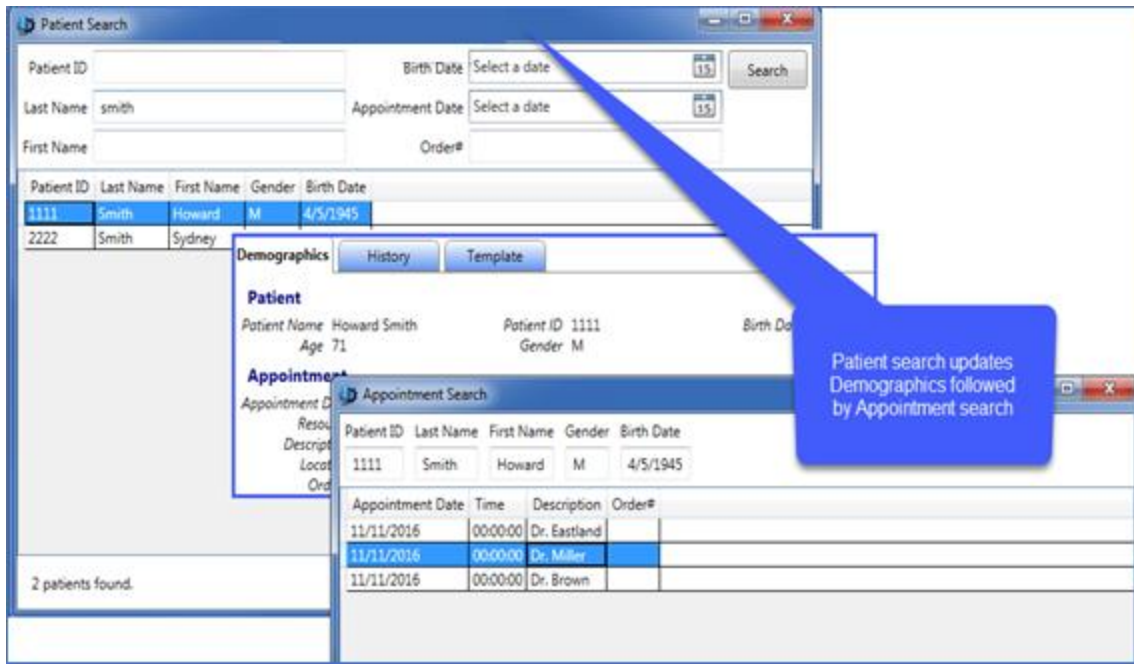 Patient Search
Patient ID
Birth Date Select a date 15
Search
Last Name smith
Appointment Date Select a date 15
First Name
Order#
Patient ID Last Name First Name Gender Birth Date
1111 Smith Howard M 4/5/1945
2222 Smith Sydney
Demographics History Template
Patient
Patient Name Howard Smith Patient ID 1111 Birth
Age 71 Gender M
Patient search updates
Demographics followed
by Appointment search
Appointment
Appointment
Appointment Search
Patient ID Last Name First Name Gender Birth Date
1111 Smith Howard M 4/5/1945
Appointment Date Time Description Order#
11/11/2016 00:00:00 Dr. Eastland
11/11/2016 00:00:00 Dr. Miller
11/11/2016 00:00:00 Dr. Brown
2 patients found.